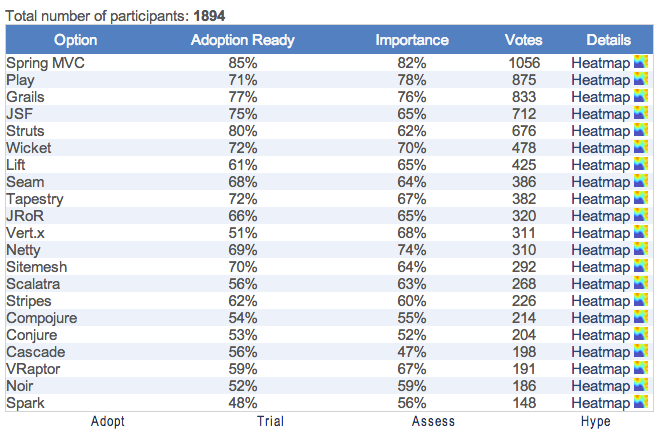 Total number of participants: 1894
Option Adoption Ready Importance Votes Details
Spring MVC 85% 82% 1056 Heatmap
Play 71% 78% 875 Heatmap
Grails 77% 76% 833 Heatmap
JSF 75% 65% 712 Heatmap
Struts 80% 62% 676 Heatmap
Wicket 72% 70% 478 Heatmap
Lift 61% 65% 425 Heatmap
Seam 68% 64% 386 Heatmap
Tapestry 72% 67% 382 Heatmap
JRoR 66% 65% 320 Heatmap
Vert.x 51% 68% 311 Heatmap
Netty 69% 74% 310 Heatmap
Sitemesh 70% 64% 292 Heatmap
Scalatra 56% 63% 268 Heatmap
Stripes 62% 60% 226 Heatmap
Compojure 54% 55% 214 Heatmap
Conjure 53% 52% 204 Heatmap
Cascade 56% 47% 198 Heatmap
VRaptor 59% 67% 191 Heatmap
Noir 52% 59% 186 Heatmap
Spark 48% 56% 148 Heatmap
Adopt Trial Assess Hype